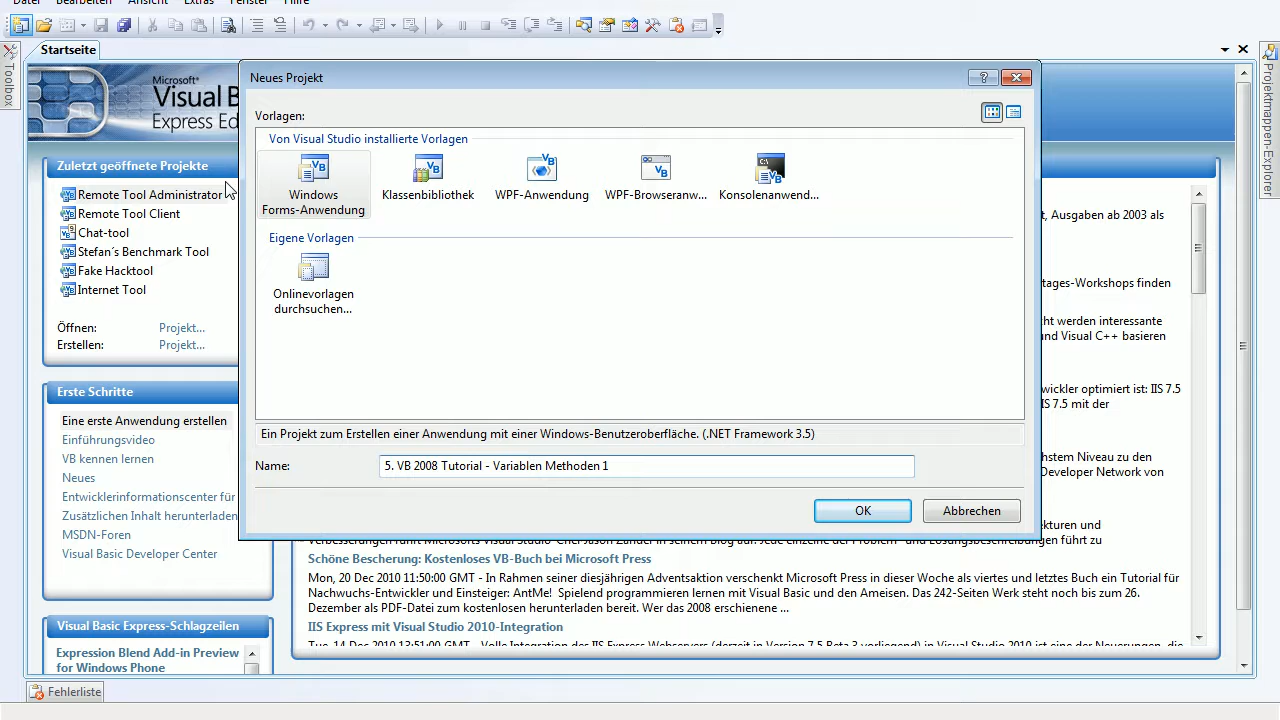 Datei Bearbeiten Ansicht Extras Fenster Hilfe
Startseite
Toolbox
Projektmappen-Explorer
Microsoft®
Visual B
Express Ed
Zuletzt geöffnete Projekte
Remote Tool Administrator
Remote Tool Client
Chat-tool
Stefan´s Benchmark Tool
Fake Hacktool
Internet Tool
Öffnen: Projekt...
Erstellen: Projekt...
Erste Schritte
Eine erste Anwendung erstellen
Einführungsvideo
VB kennen lernen
Neues
Entwicklerinformationscenter für
Zusätzlichen Inhalt herunterladen
MSDN-Foren
Visual Basic Developer Center
Visual Basic Express-Schlagzeilen
Expression Blend Add-in Preview
for Windows Phone
Neues Projekt
Vorlagen:
Von Visual Studio installierte Vorlagen
Windows
Forms-Anwendung
Klassenbibliothek
WPF-Anwendung
WPF-Browseranw...
Konsolenanwend...
Eigene Vorlagen
Onlinevorlagen
durchsuchen...
Ein Projekt zum Erstellen einer Anwendung mit einer Windows-Benutzeroberfläche. (.NET Framework 3.5)
Name: 5. VB 2008 Tutorial - Variablen Methoden 1
OK Abbrechen
, Ausgaben ab 2003 als
tages-Workshops finden
cht werden interessante
und Visual C++ basieren
wickler optimiert ist: IIS 7.5
IS 7.5 mit der
chstem Niveau zu den
Developer Network von
ekturen und
führt zu
Schöne Bescherung: Kostenloses VB-Buch bei Microsoft Press
Mon, 20 Dec 2010 11:50:00 GMT - In Rahmen seiner diesjährigen Adventsaktion verschenkt Microsoft Press in dieser Woche als viertes und letztes Buch ein Tutorial für
Nachwuchs-Entwickler und Einsteiger: AntMe! Spielend programmieren lernen mit Visual Basic und den Ameisen. Das 242-Seiten Werk steht noch bis zum 26.
Dezember als PDF-Datei zum kostenlosen herunterladen bereit. Wer das 2008 erschienene ...
IIS Express mit Visual Studio 2010-Integration
Fehlerliste